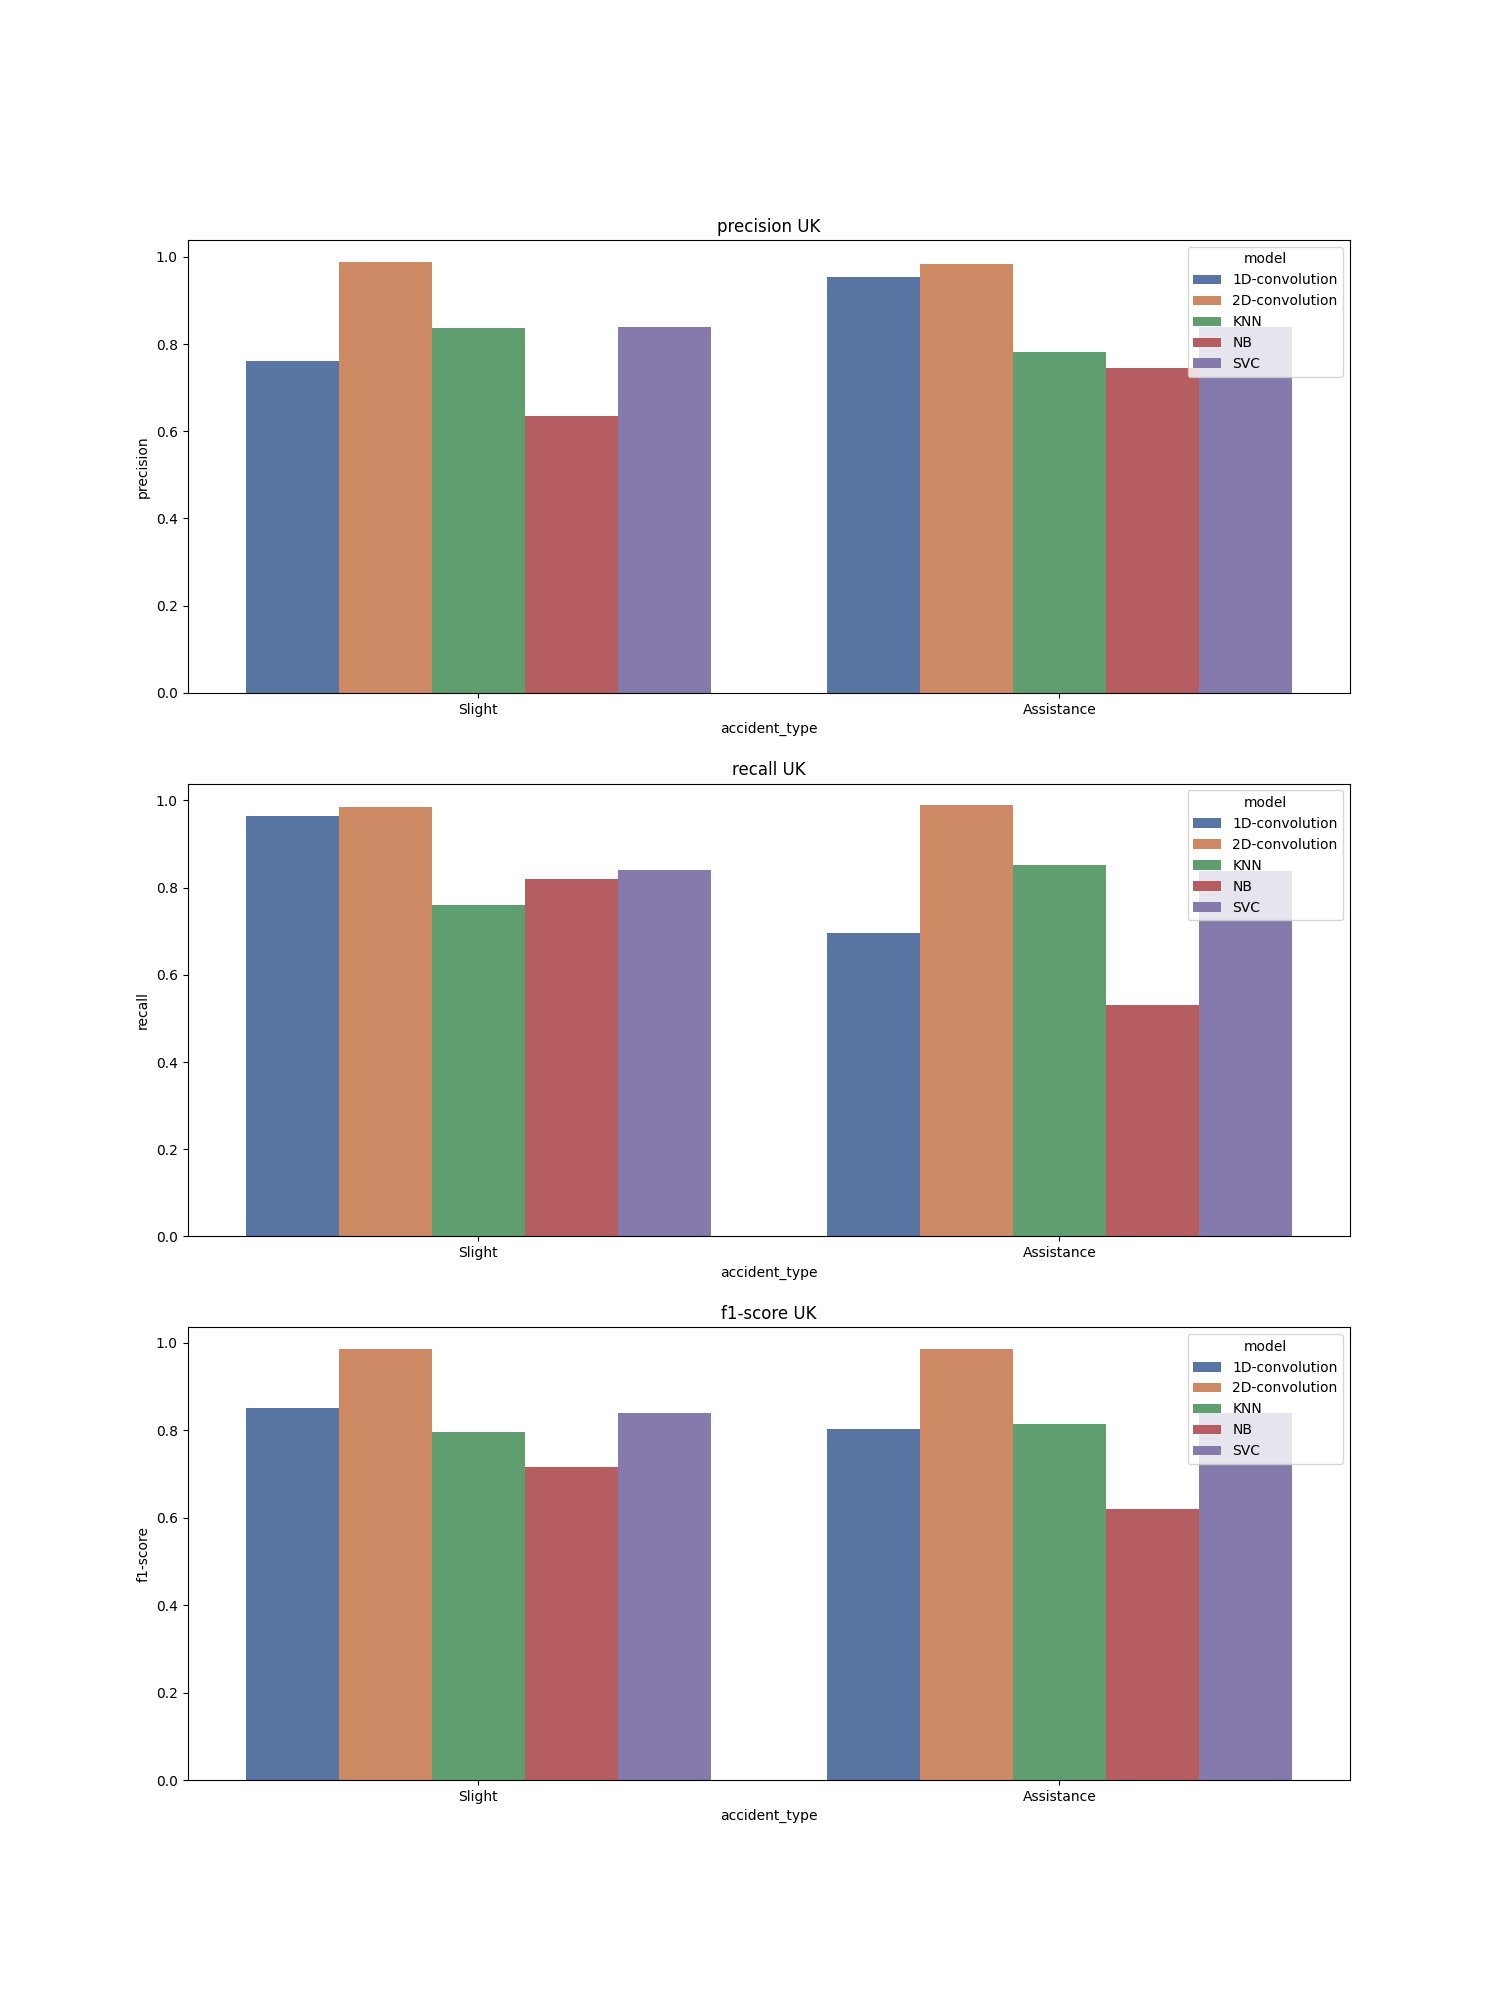 precision UK
1.0
0.8
0.6
0.4
0.2
0.0
precision
model
1D-convolution
2D-convolution
KNN
NB
SVC
Slight
Assistance
accident_type
recall UK
1.0
0.8
0.6
0.4
0.2
0.0
recall
model
1D-convolution
2D-convolution
KNN
NB
SVC
Slight
Assistance
accident_type
f1-score UK
1.0
0.8
0.6
0.4
0.2
0.0
f1-score
model
1D-convolution
2D-convolution
KNN
NB
SVC
Slight
Assistance
accident_type